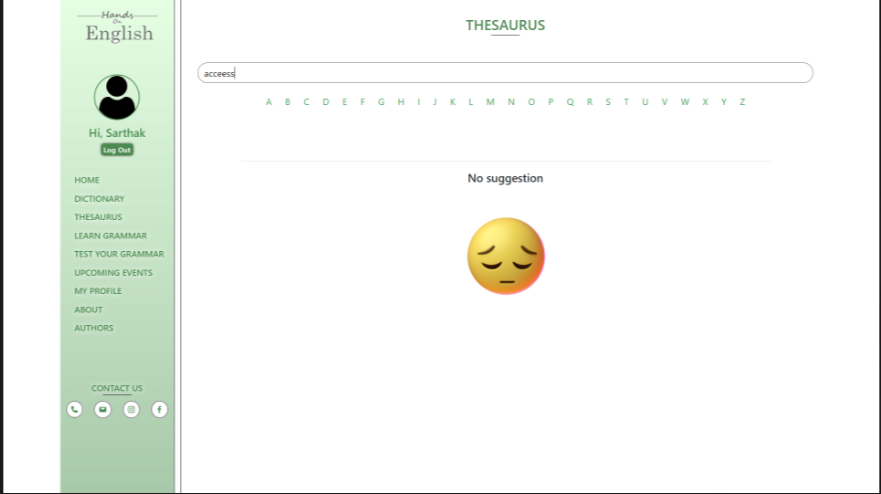 Hands
On
English
Hi, Sarthak
Log Out
HOME
DICTIONARY
THESAURUS
LEARN GRAMMAR
TEST YOUR GRAMMAR
UPCOMING EVENTS
MY PROFILE
ABOUT
AUTHORS
CONTACT US
THESAURUS
acceess
A B C D E F G H I J K L M N O P Q R S T U V W X Y Z
No suggestion